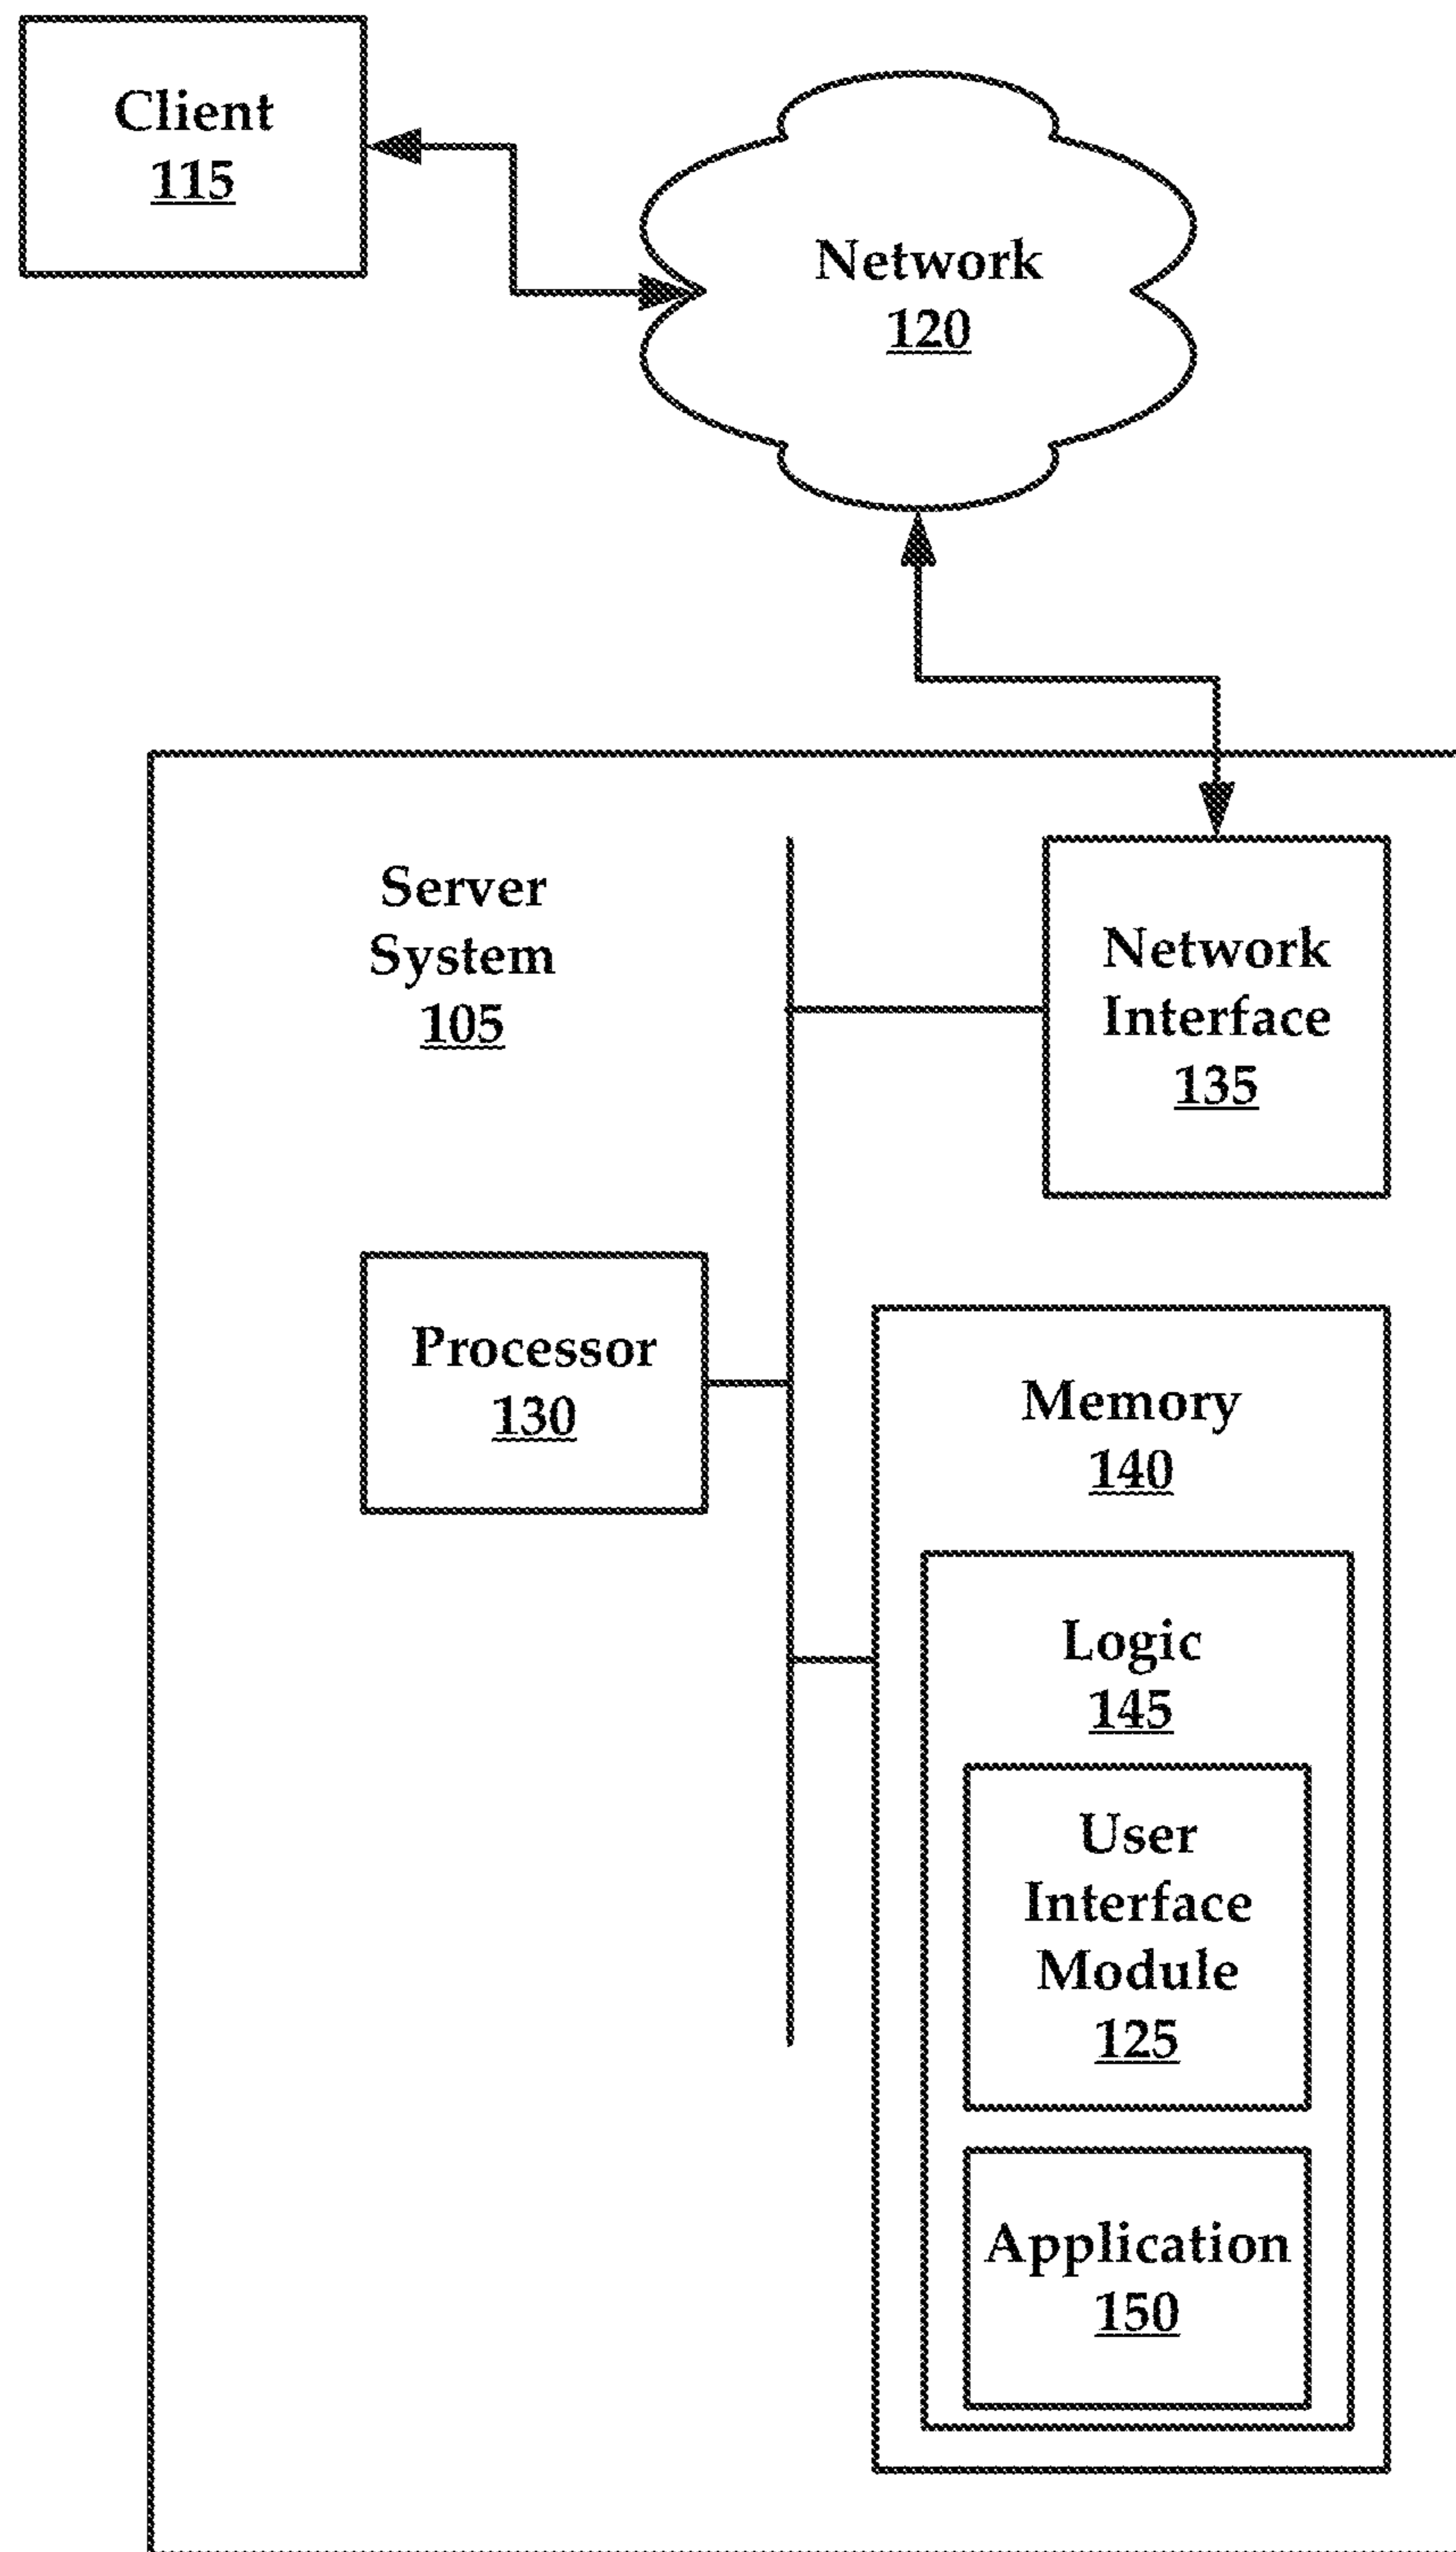 Client
115
Network
120
Server
System
105
Network
Interface
135
Processor
130
Memory
140
Logic
145
User
Interface
Module
125
Application
150